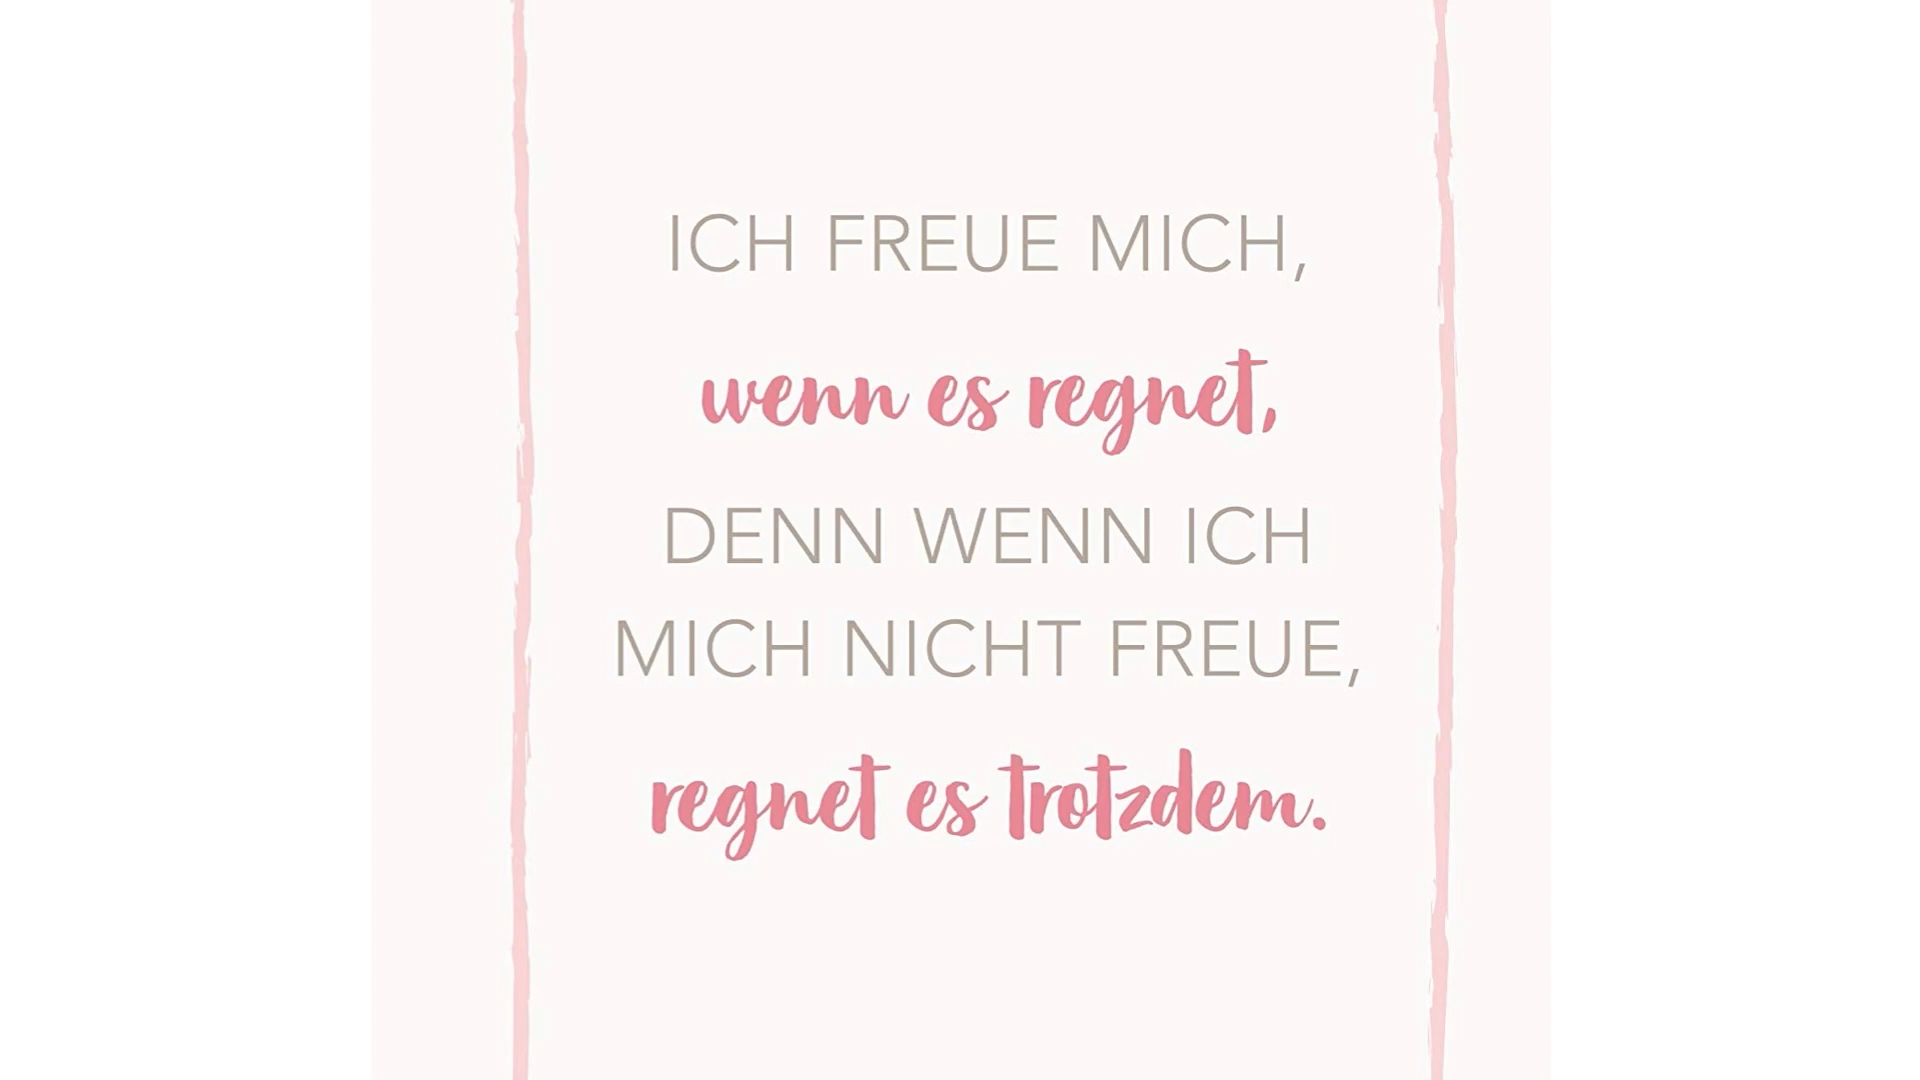 ICH FREUE MICH,
wenn es regnet,
DENN WENN ICH
MICH NICHT FREUE,
regnet es trotzdem.